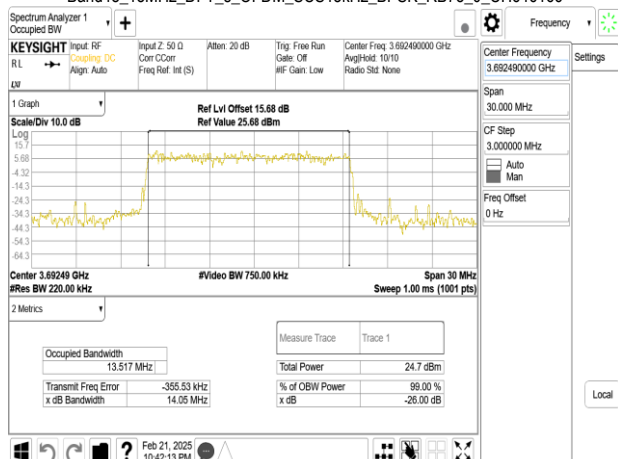 Spectrum Analyzer 1
Occupied BW
KEYSIGHT
RL
Input: RF
Coupling: DC
Align: Auto
Input Z: 50 Ω
Corr CCorr
Freq Ref: Int (S)
Atten: 20 dB
Trig: Free Run
Gate: Off
#IF Gain: Low
Center Freq: 3.692490000 GHz
Avg|Hold: 10/10
Radio Std: None
1 Graph
Scale/Div 10.0 dB
Ref Lvl Offset 15.68 dB
Ref Value 25.68 dBm
Log
15.7
5.68
-4.32
-14.3
-24.3
-34.3
-44.3
-54.3
-64.3
Center 3.69249 GHz
#Res BW 220.00 kHz
#Video BW 750.00 kHz
Span 30 MHz
Sweep 1.00 ms (1001 pts)
2 Metrics
Occupied Bandwidth
13.517 MHz
Transmit Freq Error -355.53 kHz
x dB Bandwidth 14.05 MHz
Measure Trace Trace 1
Total Power 24.7 dBm
% of OBW Power 99.00 %
x dB -26.00 dB
Feb 21, 2025
10:42:13 PM
Frequency
Center Frequency
3.692490000 GHz
Span
30.000 MHz
CF Step
3.000000 MHz
Auto
Man
Freq Offset
0 Hz
Settings
Local